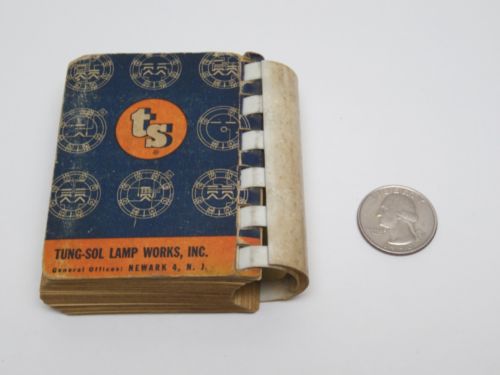 ts
®
TUNG-SOL LAMP WORKS, INC.
General Offices: NEWARK 4, N. J.